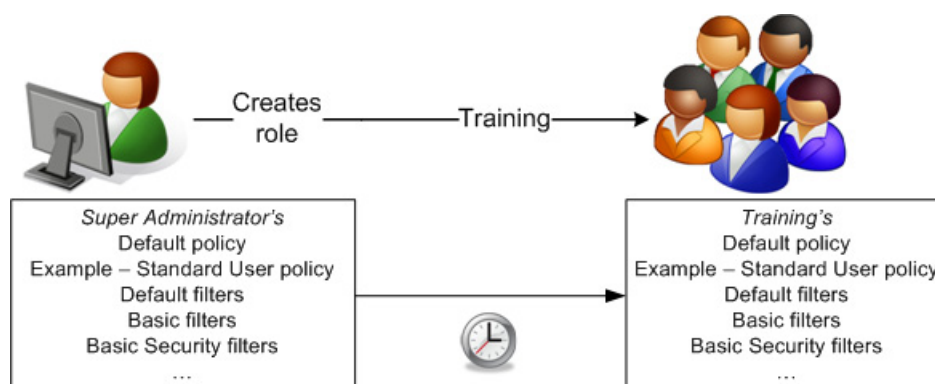 Creates
role
Training
Super Administrator's
Default policy
Example – Standard User policy
Default filters
Basic filters
Basic Security filters
...
Training's
Default policy
Example – Standard User policy
Default filters
Basic filters
Basic Security filters
...